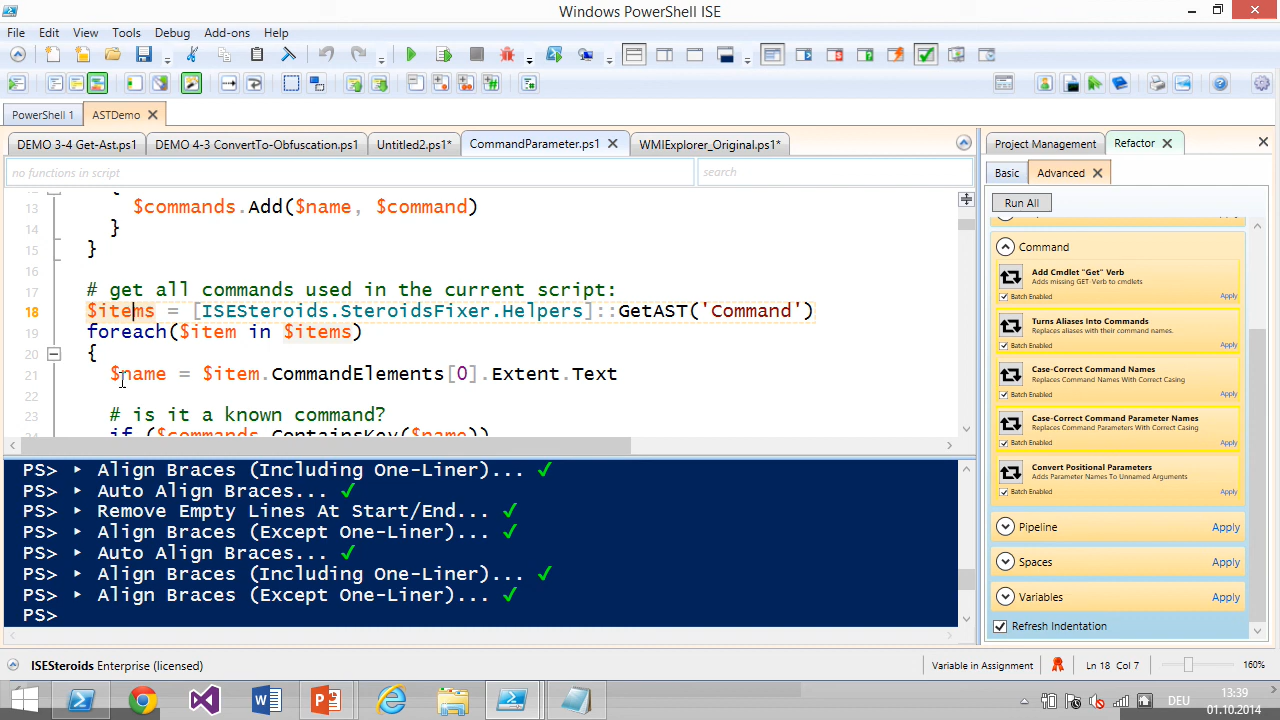 Windows PowerShell ISE
File Edit View Tools Debug Add-ons Help
PowerShell 1
ASTDemo
DEMO 3-4 Get-Ast.ps1
DEMO 4-3 ConvertTo-Obfuscation.ps1
Untitled2.ps1*
CommandParameter.ps1
WMIExplorer_Original.ps1*
no functions in script
search
13 $commands.Add($name, $command)
14 }
15 }
16
17 # get all commands used in the current script:
18 $items = [ISESteroids.SteroidsFixer.Helpers]::GetAST('Command')
19 foreach($item in $items)
20 {
21 $name = $item.CommandElements[0].Extent.Text
22
23 # is it a known command?
if ($commands.ContainsKey($name))
PS> ▸ Align Braces (Including One-Liner)... ✓
PS> ▸ Auto Align Braces... ✓
PS> ▸ Remove Empty Lines At Start/End... ✓
PS> ▸ Align Braces (Except One-Liner)... ✓
PS> ▸ Auto Align Braces... ✓
PS> ▸ Align Braces (Including One-Liner)... ✓
PS> ▸ Align Braces (Except One-Liner)... ✓
PS>
Project Management
Refactor
Basic
Advanced
Run All
Apply
Command
Add Cmdlet "Get" Verb
Adds missing GET-Verb to cmdlets
Batch Enabled Apply
Turns Aliases Into Commands
Replaces aliases with their command names.
Batch Enabled Apply
Case-Correct Command Names
Replaces Command Names With Correct Casing
Batch Enabled Apply
Case-Correct Command Parameter Names
Replaces Command Parameters With Correct Casing
Batch Enabled Apply
Convert Positional Parameters
Adds Parameter Names To Unnamed Arguments
Batch Enabled Apply
Pipeline Apply
Spaces Apply
Variables Apply
Refresh Indentation
ISESteroids Enterprise (licensed)
Variable in Assignment
Ln 18 Col 7
160%
DEU
13:39
01.10.2014